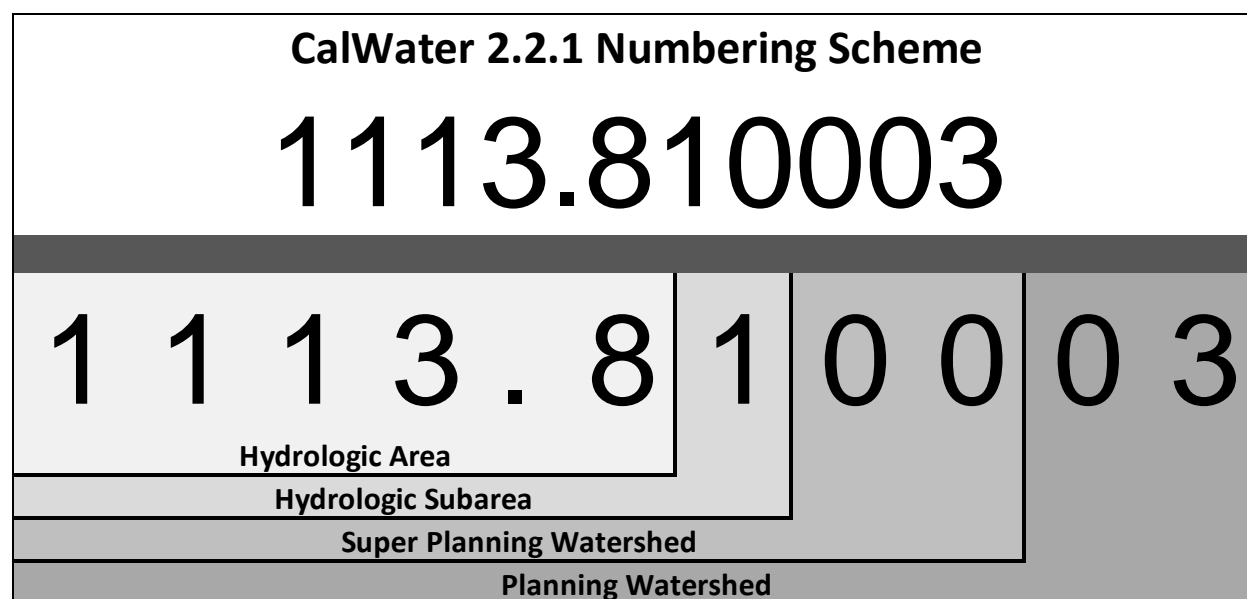 CalWater 2.2.1 Numbering Scheme
1113.810003
1 1 1 3 . 8 1 0 0 0 3
Hydrologic Area
Hydrologic Subarea
Super Planning Watershed
Planning Watershed